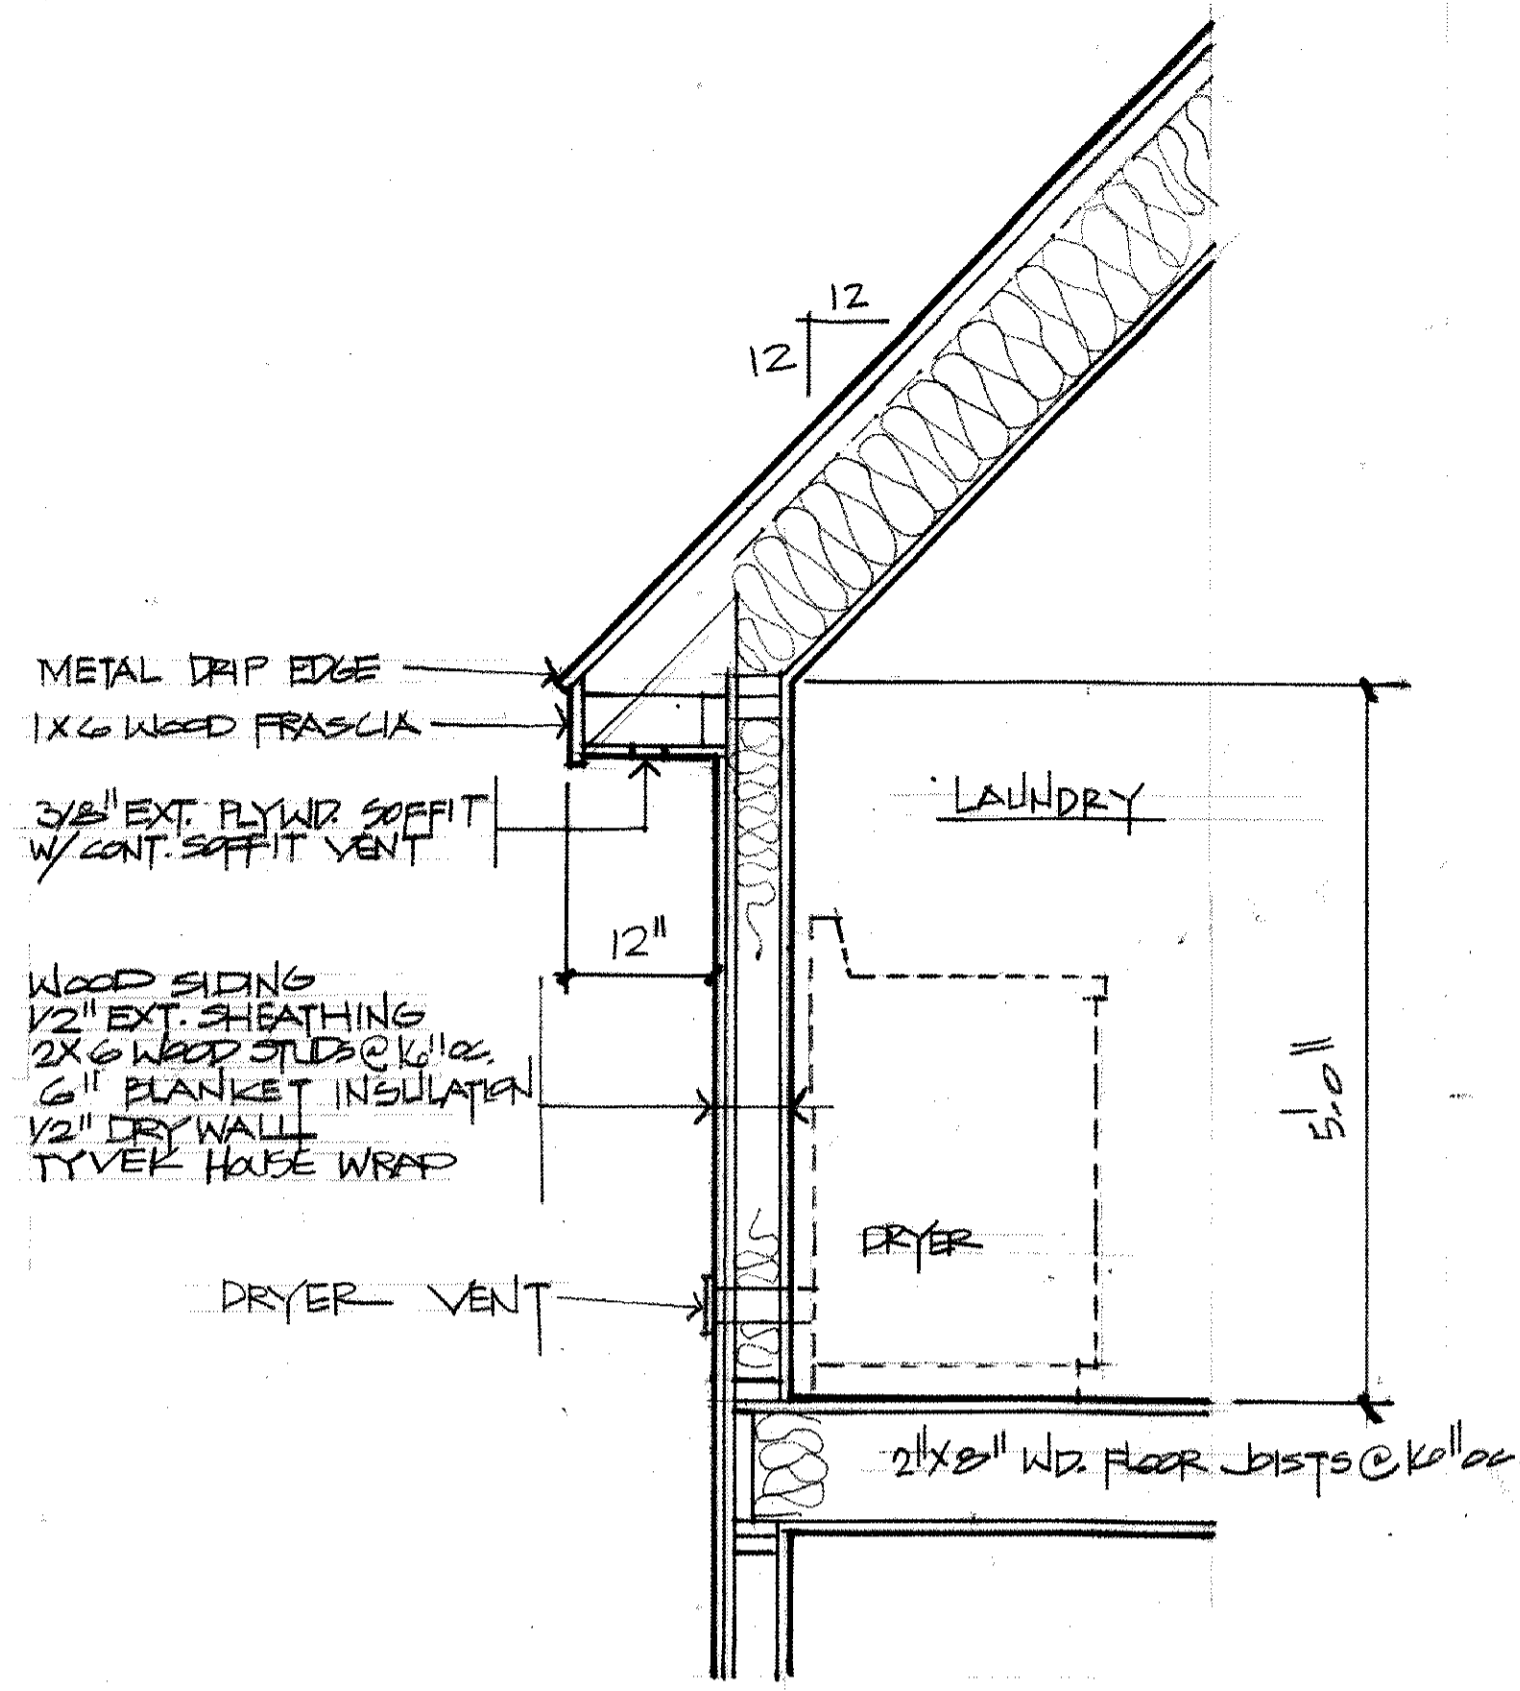 12
12
METAL DRIP EDGE
1X6 WOOD FRASCIA
3/8" EXT. PLYWD. SOFFIT
W/ CONT. SOFFIT VENT
LAUNDRY
12"
WOOD SIDING
1/2" EXT. SHEATHING
2X6 WOOD STUDS @ 16" OC.
6" BLANKET INSULATION
1/2" DRYWALL
TYVEK HOUSE WRAP
5'.0"
DRYER
DRYER VENT
2"X8" WD. FLOOR JOISTS @ 16" OC